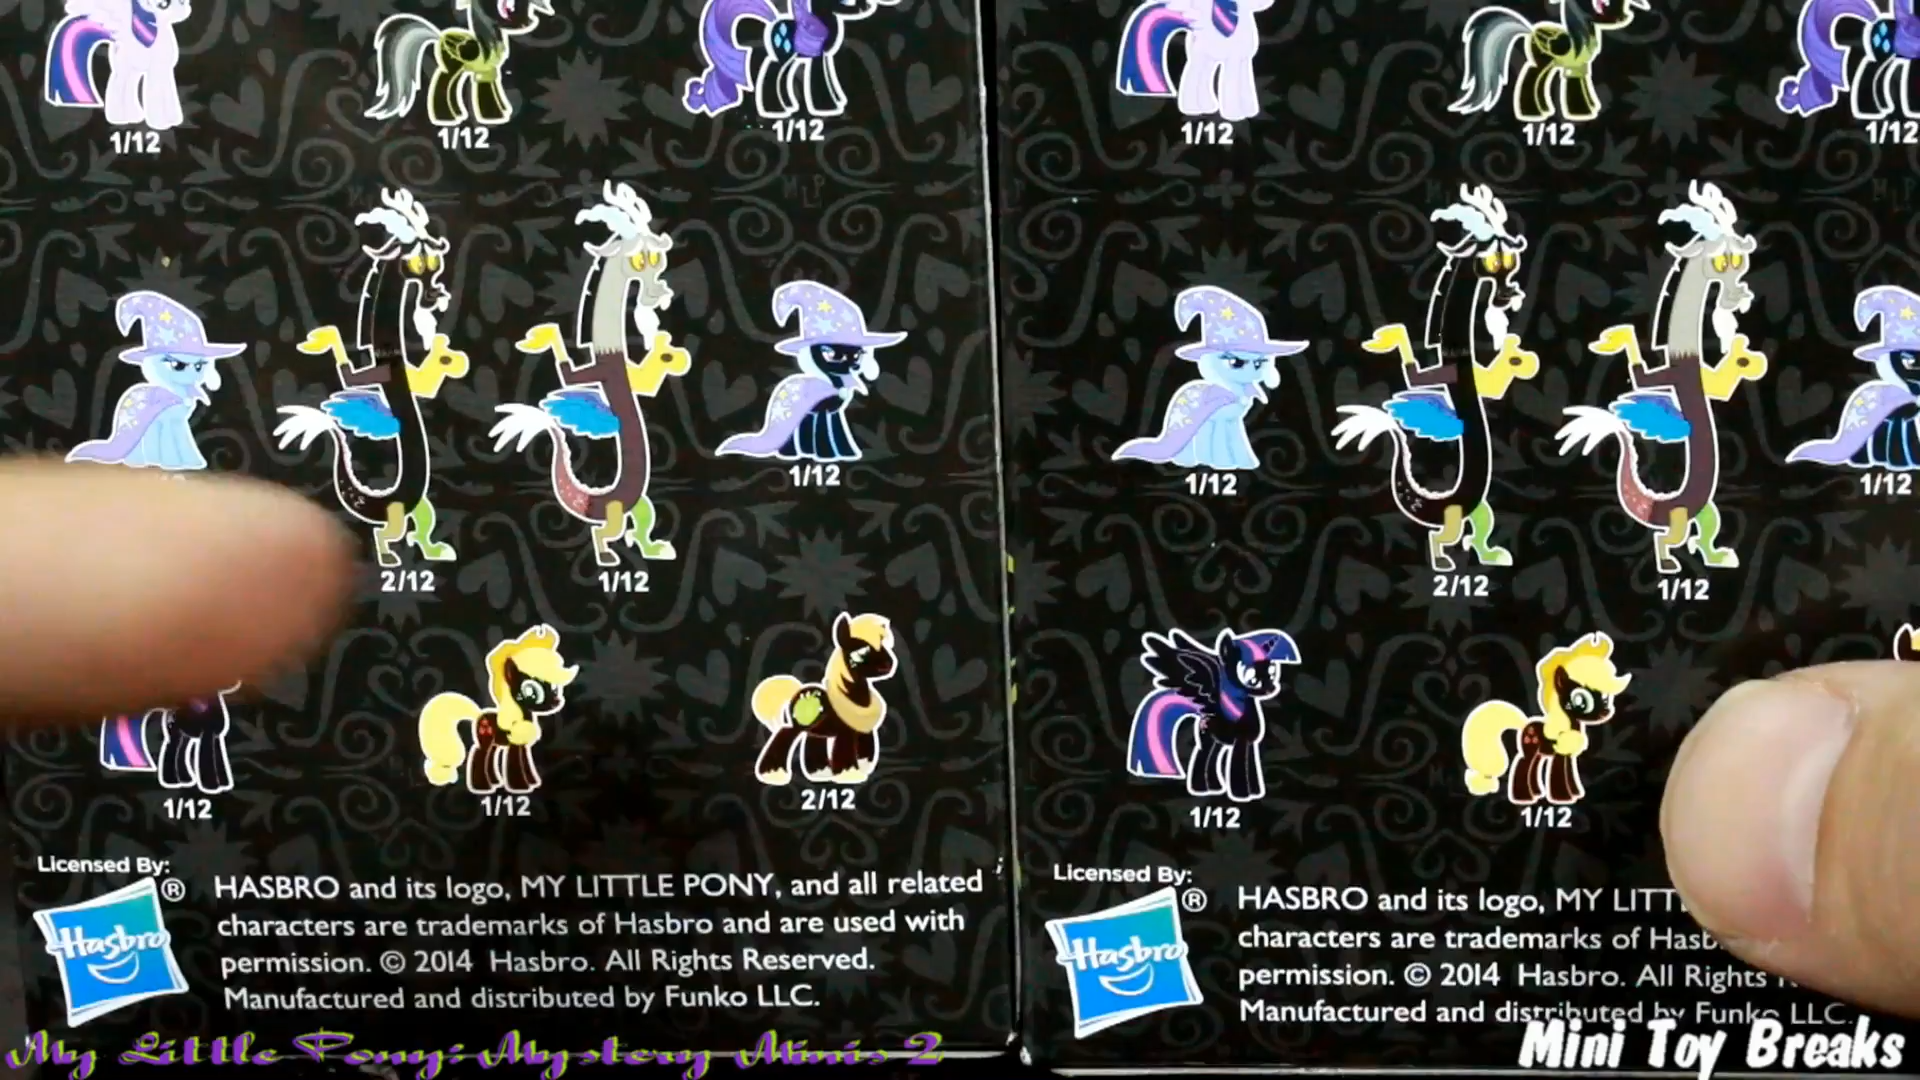 1/12 1/12 1/12
1/12
2/12 1/12
1/12 1/12 2/12
Licensed By:
Hasbro ®
HASBRO and its logo, MY LITTLE PONY, and all related
characters are trademarks of Hasbro and are used with
permission. © 2014 Hasbro. All Rights Reserved.
Manufactured and distributed by Funko LLC.
1/12 1/12 1/12
1/12 1/12
2/12 1/12
1/12 1/12
Licensed By:
Hasbro ®
HASBRO and its logo, MY
characters are trademarks of
permission. © 2014 Hasbro. All Rights
Manufactured and distributed by Funko LLC.
My Little Pony: Mystery Minis 2
Mini Toy Breaks